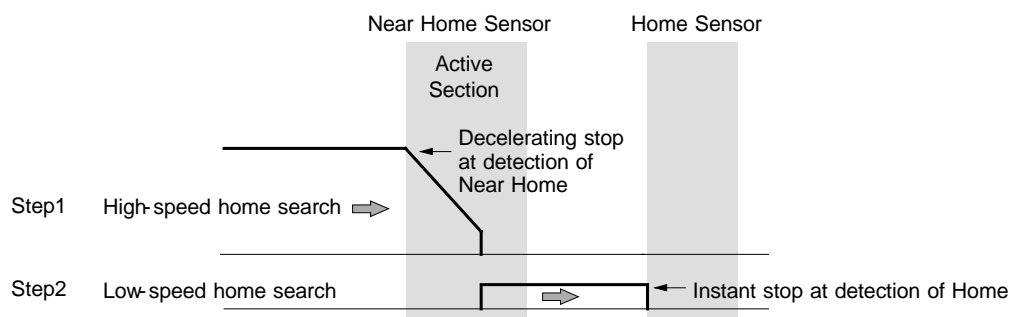 Near Home Sensor
Home Sensor
Active
Section
Decelerating stop
at detection of
Near Home
Step1
High-speed home search
Step2
Low-speed home search
Instant stop at detection of Home